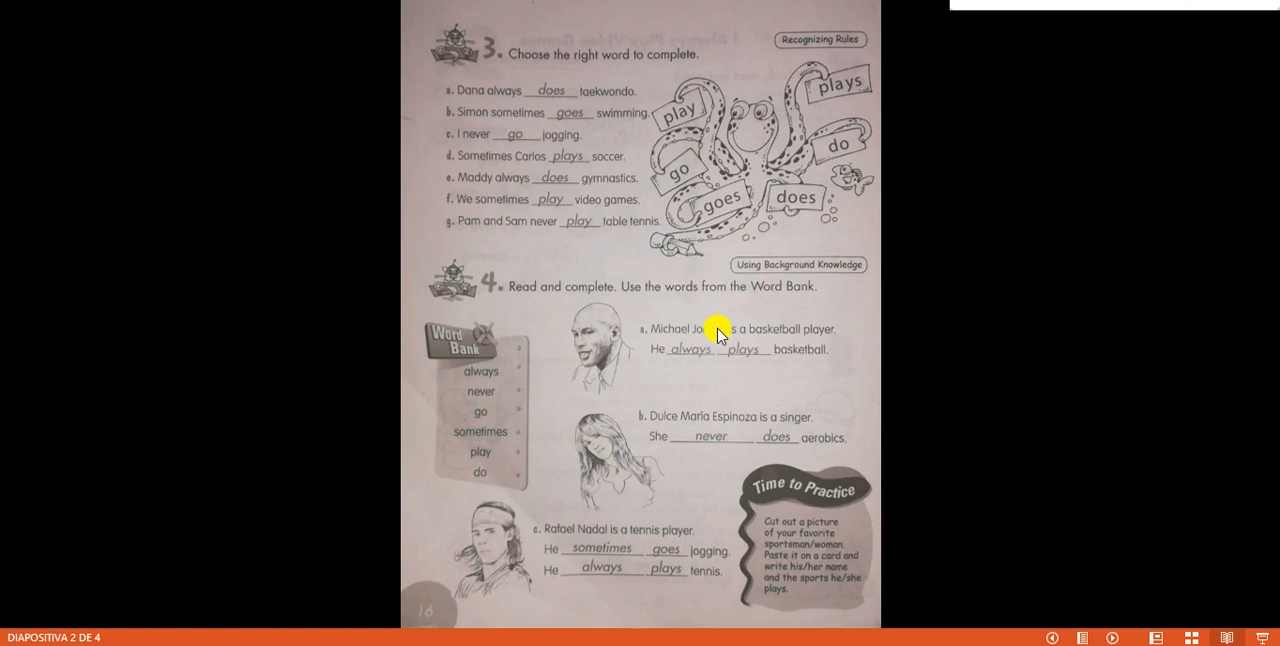 3. Choose the right word to complete.
Recognizing Rules
a. Dana always does taekwondo.
b. Simon sometimes goes swimming.
c. I never go jogging.
d. Sometimes Carlos plays soccer.
e. Maddy always does gymnastics.
f. We sometimes play video games.
g. Pam and Sam never play table tennis.
play
plays
do
go
goes
does
Using Background Knowledge
4. Read and complete. Use the words from the Word Bank.
Word
Bank
always
never
go
sometimes
play
do
a. Michael s a basketball player.
He always plays basketball.
b. Dulce María Espinoza is a singer.
She never does aerobics.
c. Rafael Nadal is a tennis player.
He sometimes goes jogging.
He always plays tennis.
Time to Practice
Cut out a picture
of your favorite
sportsman/woman.
Paste it on a card and
write his/her name
and the sports he/she
plays.
16
DIAPOSITIVA 2 DE 4